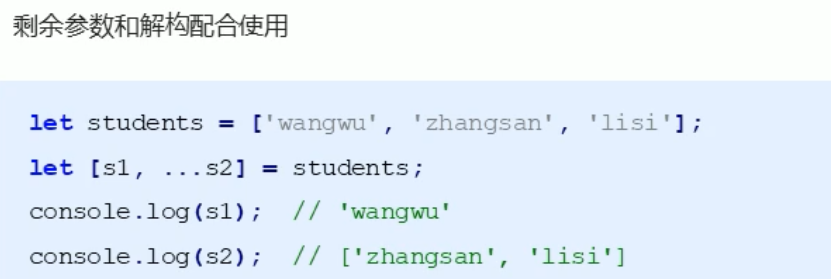 剩余参数和解构配合使用
let students = ['wangwu', 'zhangsan', 'lisi'];
let [s1, ...s2] = students;
console.log(s1);  // 'wangwu'
console.log(s2);  // ['zhangsan', 'lisi']